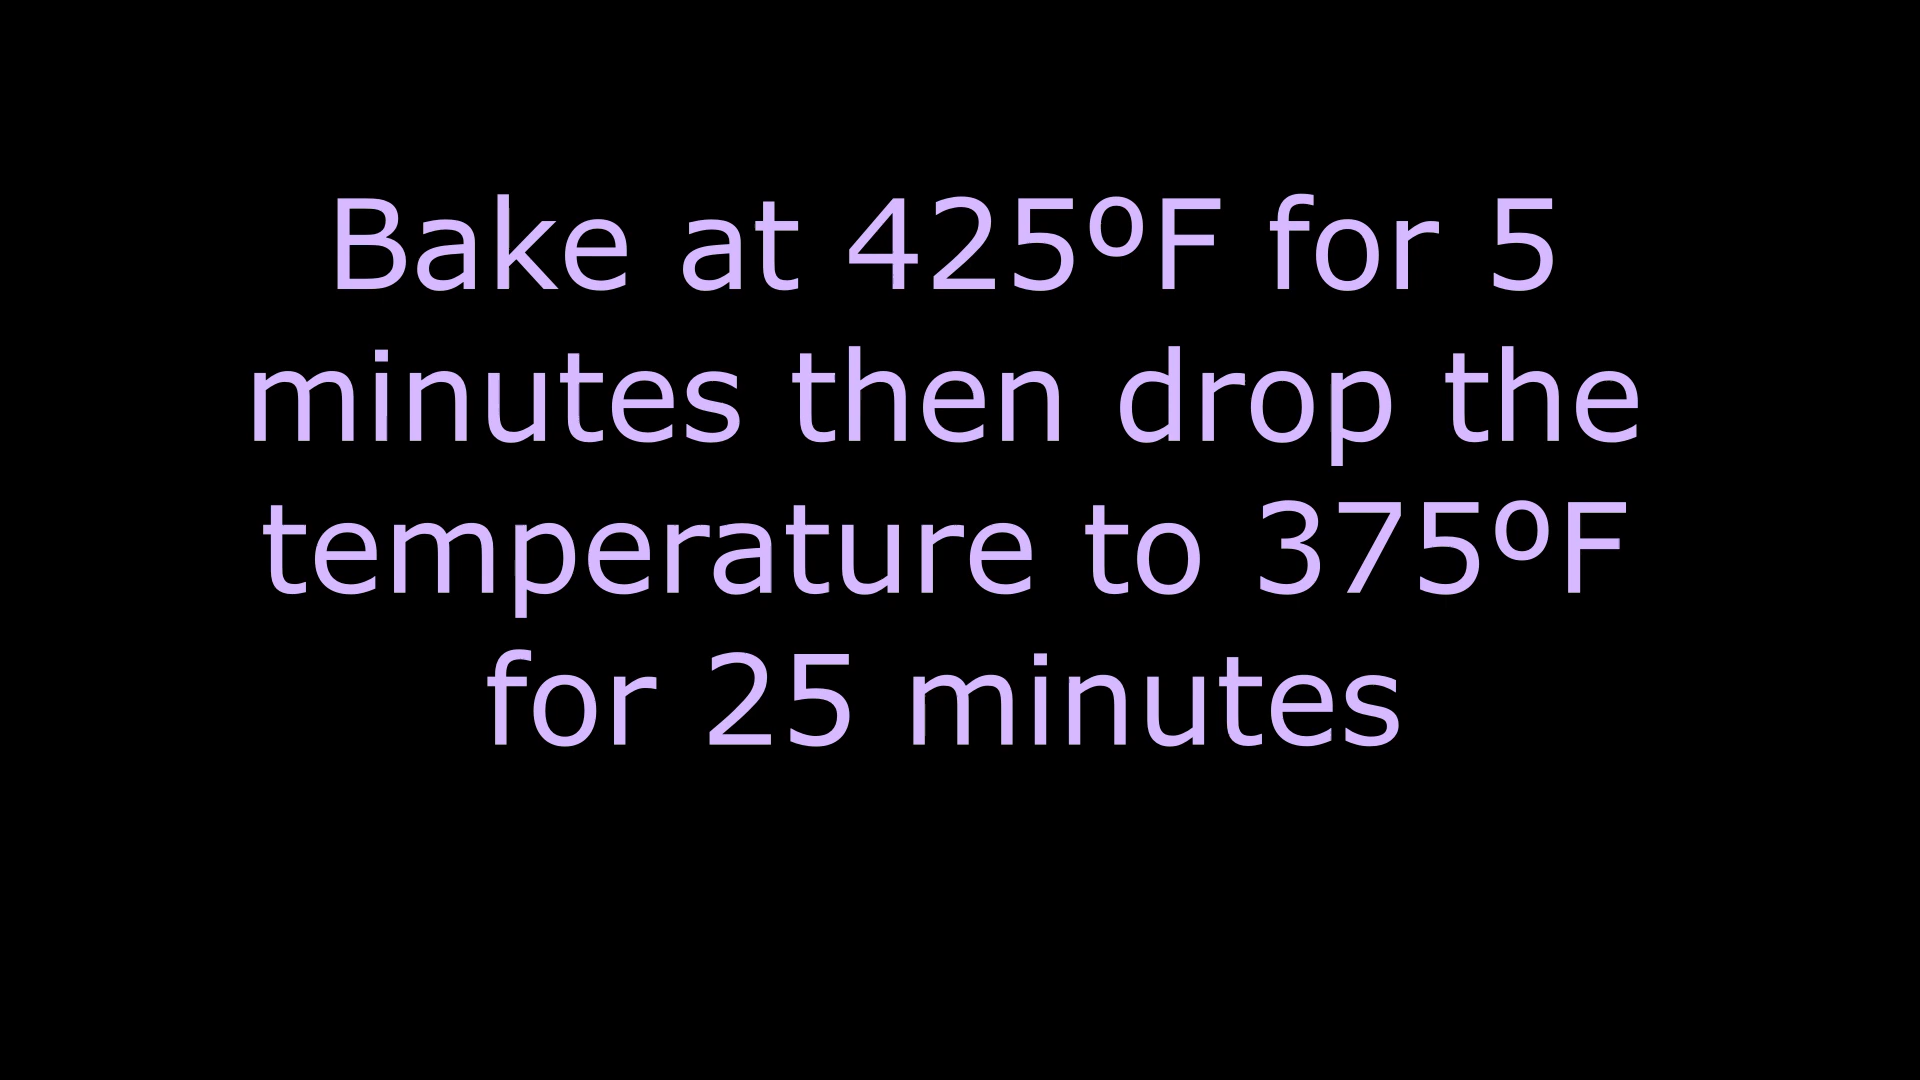 Bake at 425ºF for 5
minutes then drop the
temperature to 375ºF
for 25 minutes